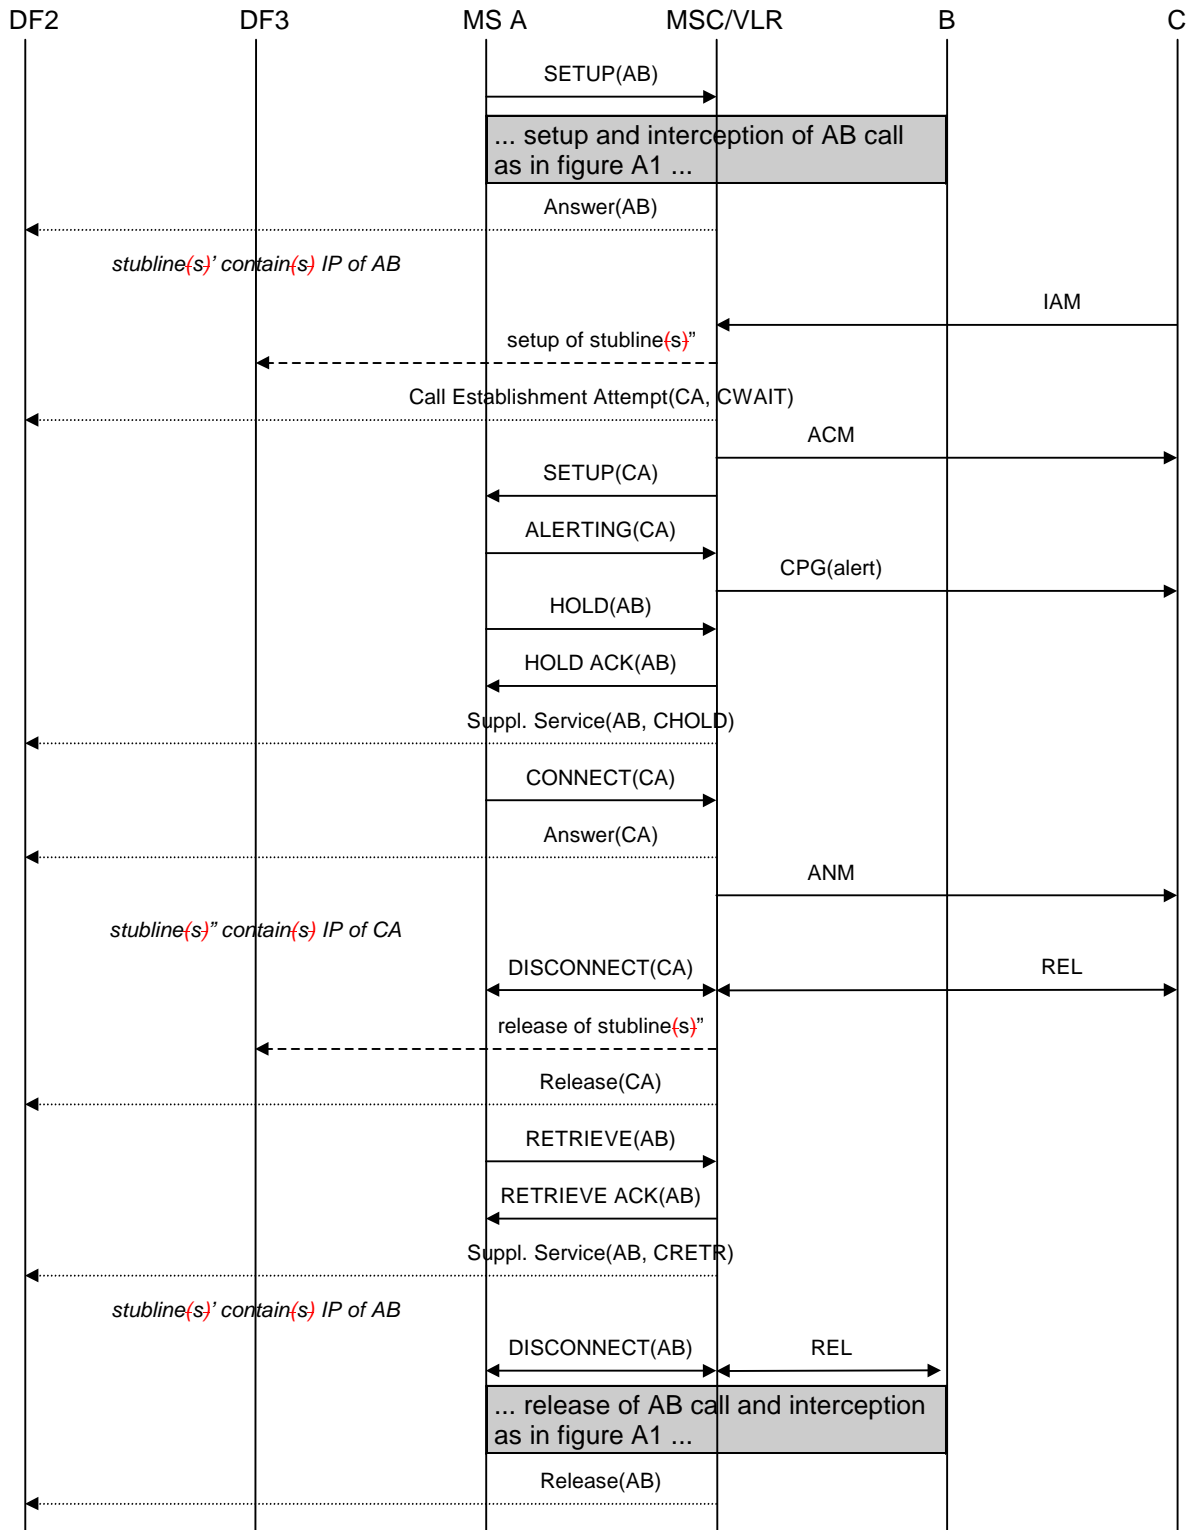 DF2 DF3 MS A MSC/VLR B C
SETUP(AB)
... setup and interception of AB call
as in figure A1 ...
Answer(AB)
stubline(s)’ contain(s) IP of AB
IAM
setup of stubline(s)”
Call Establishment Attempt(CA, CWAIT)
ACM
SETUP(CA)
ALERTING(CA)
CPG(alert)
HOLD(AB)
HOLD ACK(AB)
Suppl. Service(AB, CHOLD)
CONNECT(CA)
Answer(CA)
ANM
stubline(s)” contain(s) IP of CA
DISCONNECT(CA) REL
release of stubline(s)”
Release(CA)
RETRIEVE(AB)
RETRIEVE ACK(AB)
Suppl. Service(AB, CRETR)
stubline(s)’ contain(s) IP of AB
DISCONNECT(AB) REL
... release of AB call and interception
as in figure A1 ...
Release(AB)